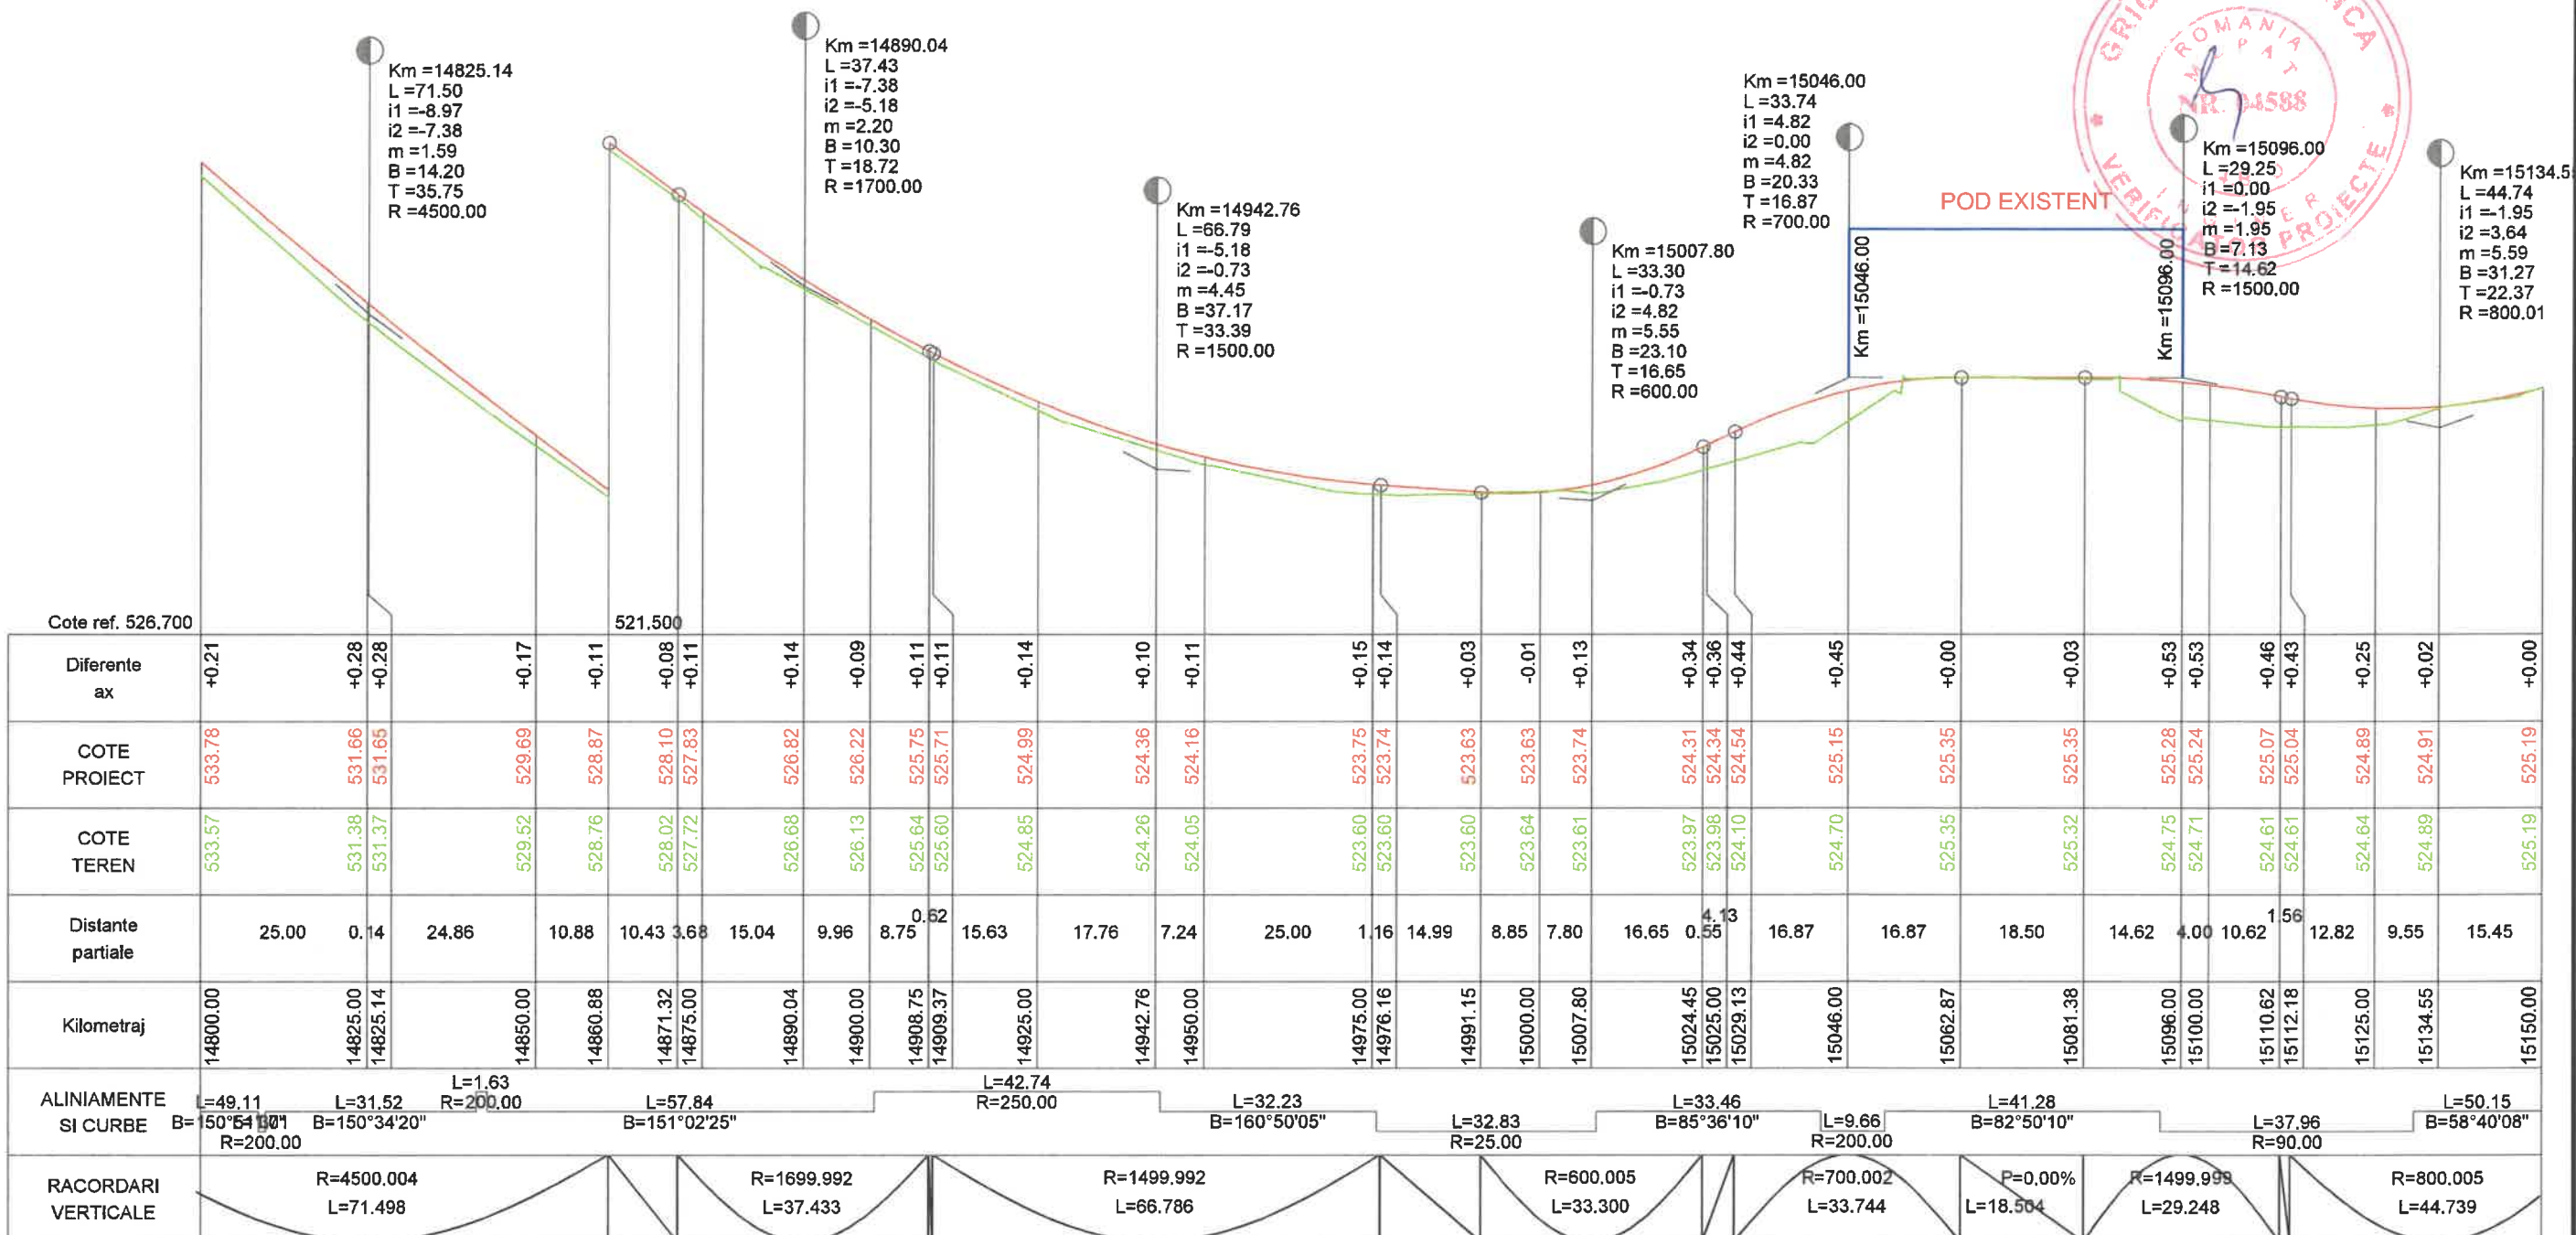 Km =14825.14
L =71.50
i1 =-8.97
i2 =-7.38
m =1.59
B =14.20
T =35.75
R =4500.00
Km =14890.04
L =37.43
i1 =-7.38
i2 =-5.18
m =2.20
B =10.30
T =18.72
R =1700.00
Km =14942.76
L =66.79
i1 =-5.18
i2 =-0.73
m =4.45
B =37.17
T =33.39
R =1500.00
Km =15007.80
L =33.30
i1 =-0.73
i2 =4.82
m =5.55
B =23.10
T =16.65
R =600.00
Km =15046.00
L =33.74
i1 =4.82
i2 =0.00
m =4.82
B =20.33
T =16.87
R =700.00
POD EXISTENT
Km =15046.00
Km =15096.00
Km =15096.00
L =29.25
i1 =0.00
i2 =-1.95
m =1.95
B =7.13
T =14.62
R =1500.00
ROMANIA
NR. 04588
VERIFICATOR PROIECTE
Km =15134.5
L =44.74
i1 =-1.95
i2 =3.64
m =5.59
B =31.27
T =22.37
R =800.01
Cote ref. 526.700 521.500
Diferente
ax
+0.21 +0.28 +0.28 +0.17 +0.11 +0.08 +0.11 +0.14 +0.09 +0.11 +0.11 +0.14 +0.10 +0.11 +0.15 +0.14 +0.03 -0.01 +0.13 +0.34 +0.36 +0.44 +0.45 +0.00 +0.03 +0.53 +0.53 +0.46 +0.43 +0.25 +0.02 +0.00
COTE
PROIECT
533.78 531.66 531.65 529.69 528.87 528.10 527.83 526.82 526.22 525.75 525.71 524.99 524.36 524.16 523.75 523.74 523.63 523.63 523.74 524.31 524.34 524.54 525.15 525.35 525.35 525.28 525.24 525.07 525.04 524.89 524.91 525.19
COTE
TEREN
533.57 531.38 531.37 529.52 528.76 528.02 527.72 526.68 526.13 525.64 525.60 524.85 524.26 524.05 523.60 523.60 523.60 523.64 523.61 523.97 523.98 524.10 524.70 525.35 525.32 524.75 524.71 524.61 524.61 524.64 524.89 525.19
Distante
partiale
25.00 0.14 24.86 10.88 10.43 3.68 15.04 9.96 8.75 0.62 15.63 17.76 7.24 25.00 1.16 14.99 8.85 7.80 16.65 0.55 4.13 16.87 16.87 18.50 14.62 4.00 10.62 1.56 12.82 9.55 15.45
Kilometraj
14800.00 14825.00 14825.14 14850.00 14860.88 14871.32 14875.00 14890.04 14900.00 14908.75 14909.37 14925.00 14942.76 14950.00 14975.00 14976.16 14991.15 15000.00 15007.80 15024.45 15025.00 15029.13 15046.00 15062.87 15081.38 15096.00 15100.00 15110.62 15112.18 15125.00 15134.55 15150.00
ALINIAMENTE
SI CURBE
L=49.11
R=200.00
L=31.52
B=150°34'20"
L=1.63
R=200.00
L=57.84
B=151°02'25"
L=42.74
R=250.00
L=32.23
B=160°50'05"
L=32.83
R=25.00
L=33.46
B=85°36'10"
L=9.66
R=200.00
L=41.28
B=82°50'10"
L=37.96
R=90.00
L=50.15
B=58°40'08"
RACORDARI
VERTICALE
R=4500.004
L=71.498
R=1699.992
L=37.433
R=1499.992
L=66.786
R=600.005
L=33.300
R=700.002
L=33.744
P=0.00%
L=18.504
R=1499.999
L=29.248
R=800.005
L=44.739